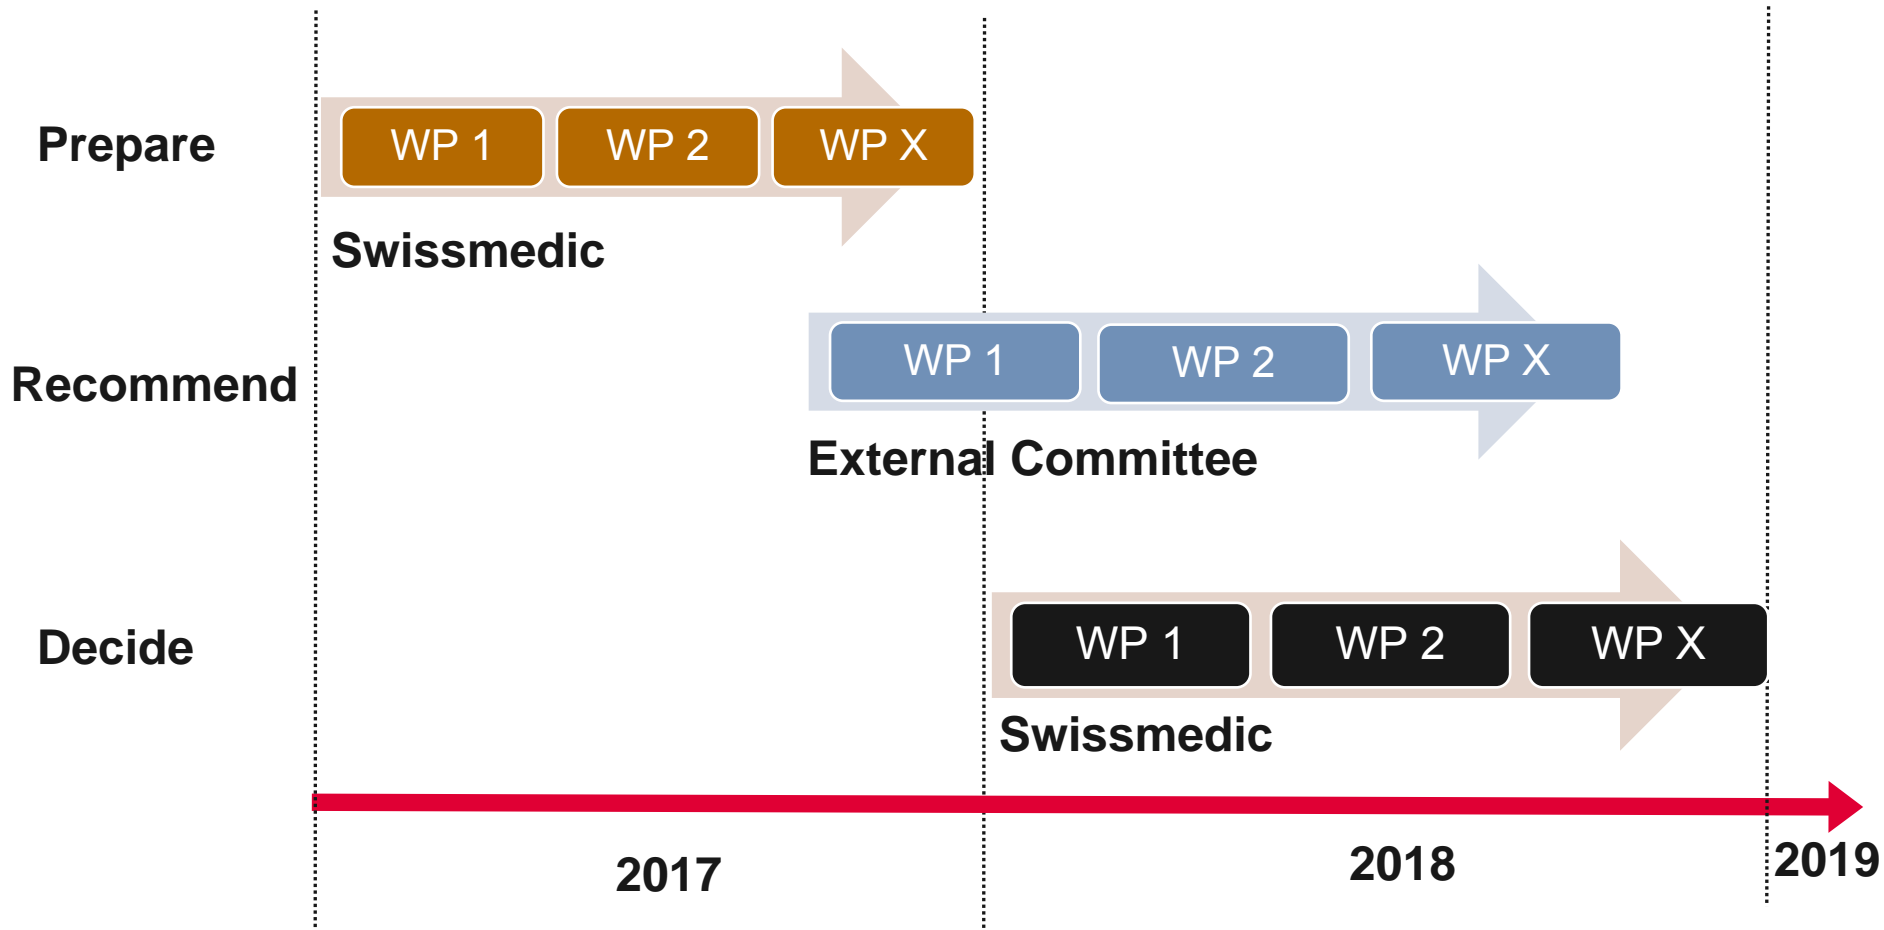 Prepare
WP 1
WP 2
WP X
Swissmedic
Recommend
WP 1
WP 2
WP X
External Committee
Decide
WP 1
WP 2
WP X
Swissmedic
2017
2018
2019